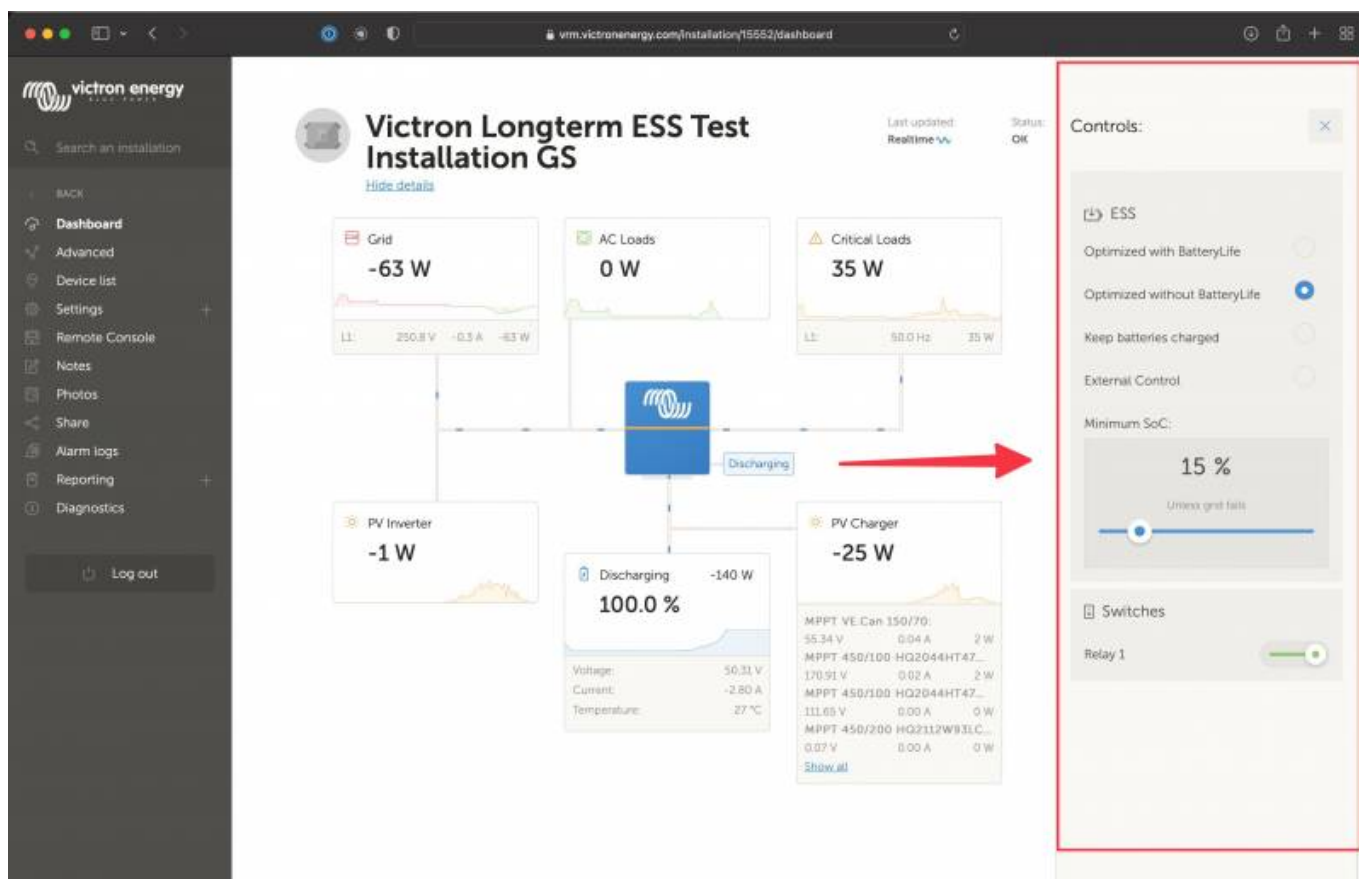 vrm.victronenergy.com/installation/15552/dashboard
victron energy
BLUE POWER
Search an installation
BACK
Dashboard
Advanced
Device list
Settings
Remote Console
Notes
Photos
Share
Alarm logs
Reporting
Diagnostics
Log out
Victron Longterm ESS Test
Installation GS
Hide details
Last updated:
Realtime
Status:
OK
Grid
-63 W
L1: 250.8 V -0.3 A -63 W
AC Loads
0 W
Critical Loads
35 W
L1: 50.0 Hz 35 W
Discharging
PV Inverter
-1 W
Discharging -140 W
100.0 %
Voltage: 50.31 V
Current: -2.80 A
Temperature: 27 °C
PV Charger
-25 W
MPPT VE.Can 150/70:
55.34 V 0.04 A 2 W
MPPT 450/100 HQ2044HT47...
170.91 V 0.02 A 2 W
MPPT 450/100 HQ2044HT47...
111.65 V 0.00 A 0 W
MPPT 450/200 HQ2112W93LC...
0.07 V 0.00 A 0 W
Show all
Controls:
ESS
Optimized with BatteryLife
Optimized without BatteryLife
Keep batteries charged
External Control
Minimum SoC:
15 %
Unless grid fails
Switches
Relay 1